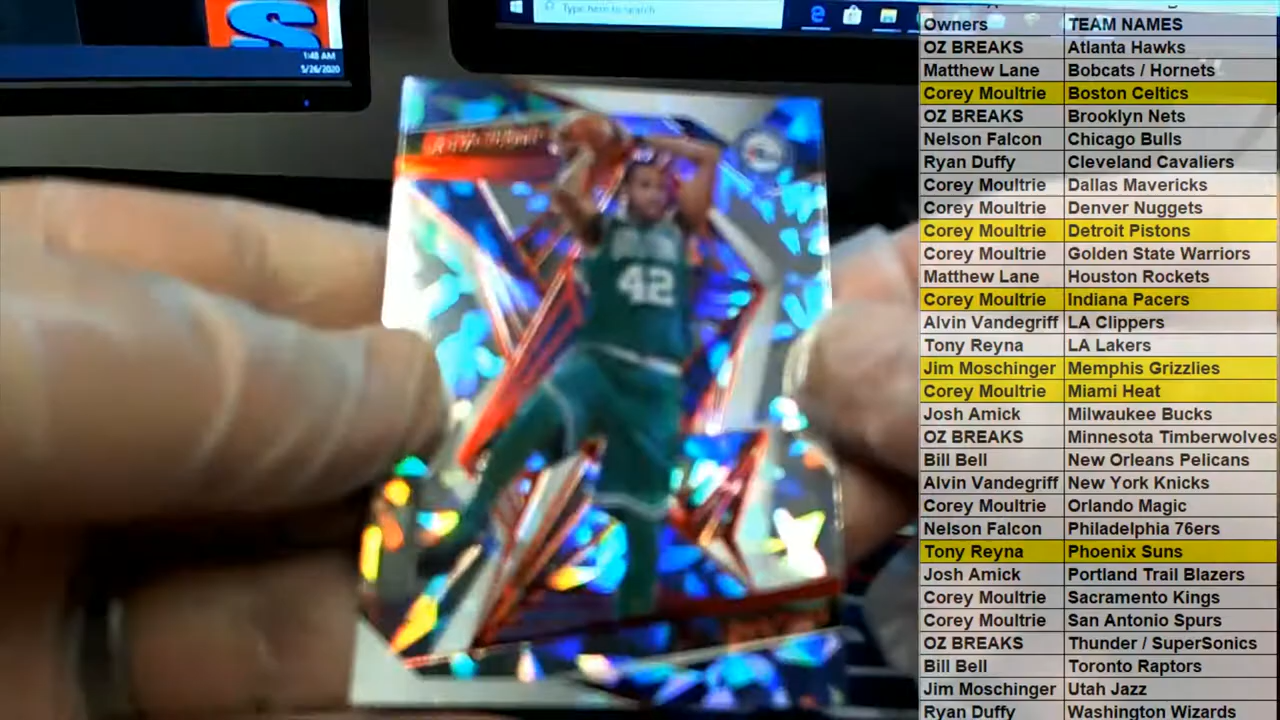 Type here to search
1:48 AM
5/26/2020
S
42
Owners TEAM NAMES
OZ BREAKS Atlanta Hawks
Matthew Lane Bobcats / Hornets
Corey Moultrie Boston Celtics
OZ BREAKS Brooklyn Nets
Nelson Falcon Chicago Bulls
Ryan Duffy Cleveland Cavaliers
Corey Moultrie Dallas Mavericks
Corey Moultrie Denver Nuggets
Corey Moultrie Detroit Pistons
Corey Moultrie Golden State Warriors
Matthew Lane Houston Rockets
Corey Moultrie Indiana Pacers
Alvin Vandegriff LA Clippers
Tony Reyna LA Lakers
Jim Moschinger Memphis Grizzlies
Corey Moultrie Miami Heat
Josh Amick Milwaukee Bucks
OZ BREAKS Minnesota Timberwolves
Bill Bell New Orleans Pelicans
Alvin Vandegriff New York Knicks
Corey Moultrie Orlando Magic
Nelson Falcon Philadelphia 76ers
Tony Reyna Phoenix Suns
Josh Amick Portland Trail Blazers
Corey Moultrie Sacramento Kings
Corey Moultrie San Antonio Spurs
OZ BREAKS Thunder / SuperSonics
Bill Bell Toronto Raptors
Jim Moschinger Utah Jazz
Ryan Duffy Washington Wizards